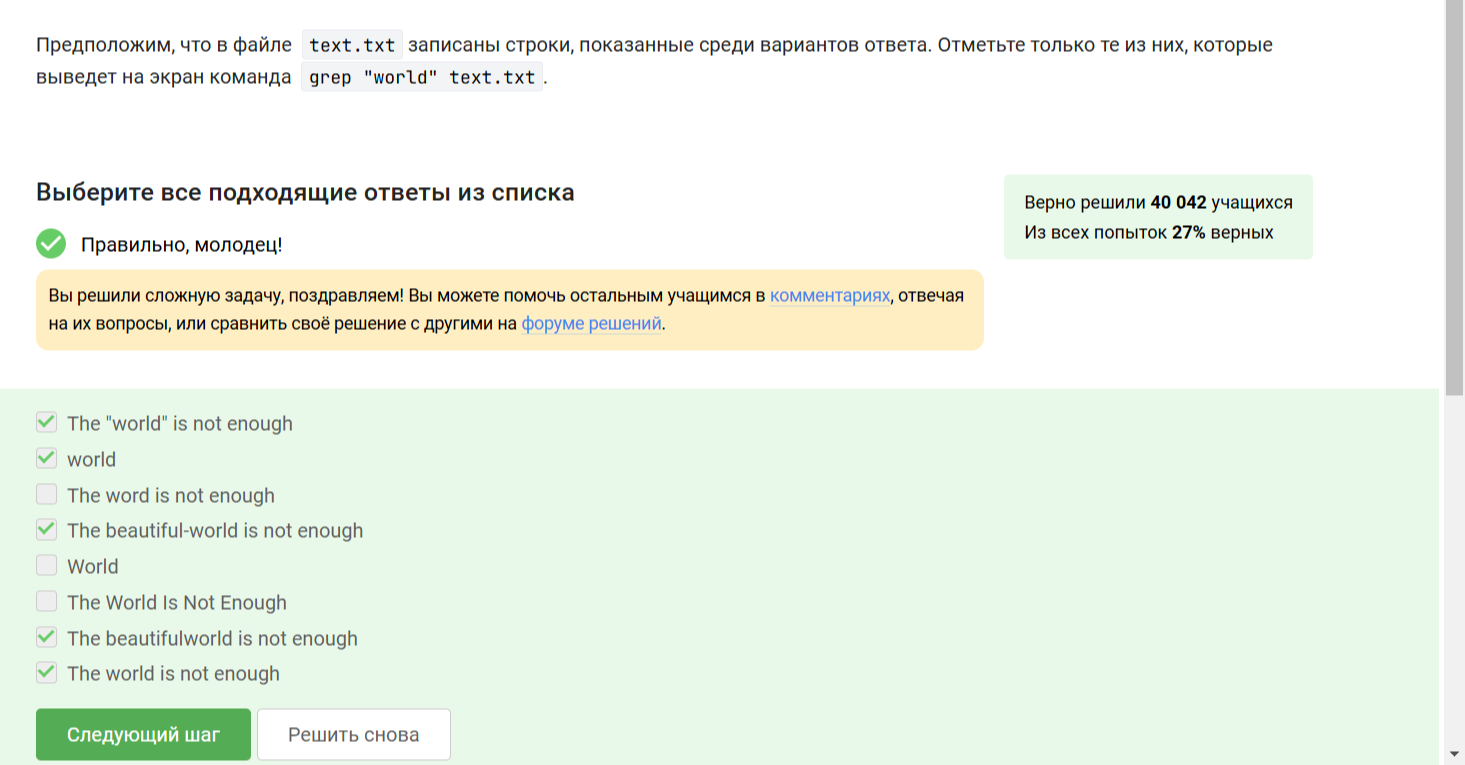 Предположим, что в файле text.txt записаны строки, показанные среди вариантов ответа. Отметьте только те из них, которые
выведет на экран команда grep "world" text.txt.
Выберите все подходящие ответы из списка
Верно решили 40 042 учащихся
Из всех попыток 27% верных
Правильно, молодец!
Вы решили сложную задачу, поздравляем! Вы можете помочь остальным учащимся в комментариях, отвечая
на их вопросы, или сравнить своё решение с другими на форуме решений.
The "world" is not enough
world
The word is not enough
The beautiful-world is not enough
World
The World Is Not Enough
The beautifulworld is not enough
The world is not enough
Следующий шаг
Решить снова